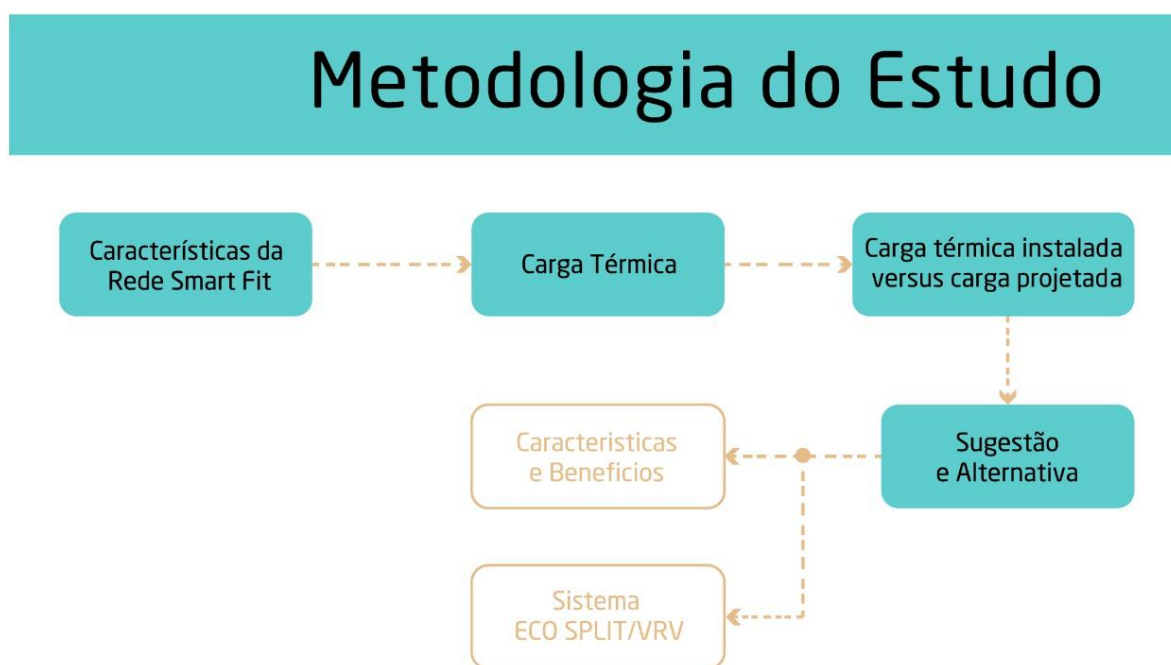 Metodologia do Estudo
Características da
Rede Smart Fit
Carga Térmica
Carga térmica instalada
versus carga projetada
Sugestão
e Alternativa
Caracteristicas
e Beneficios
Sistema
ECO SPLIT/VRV